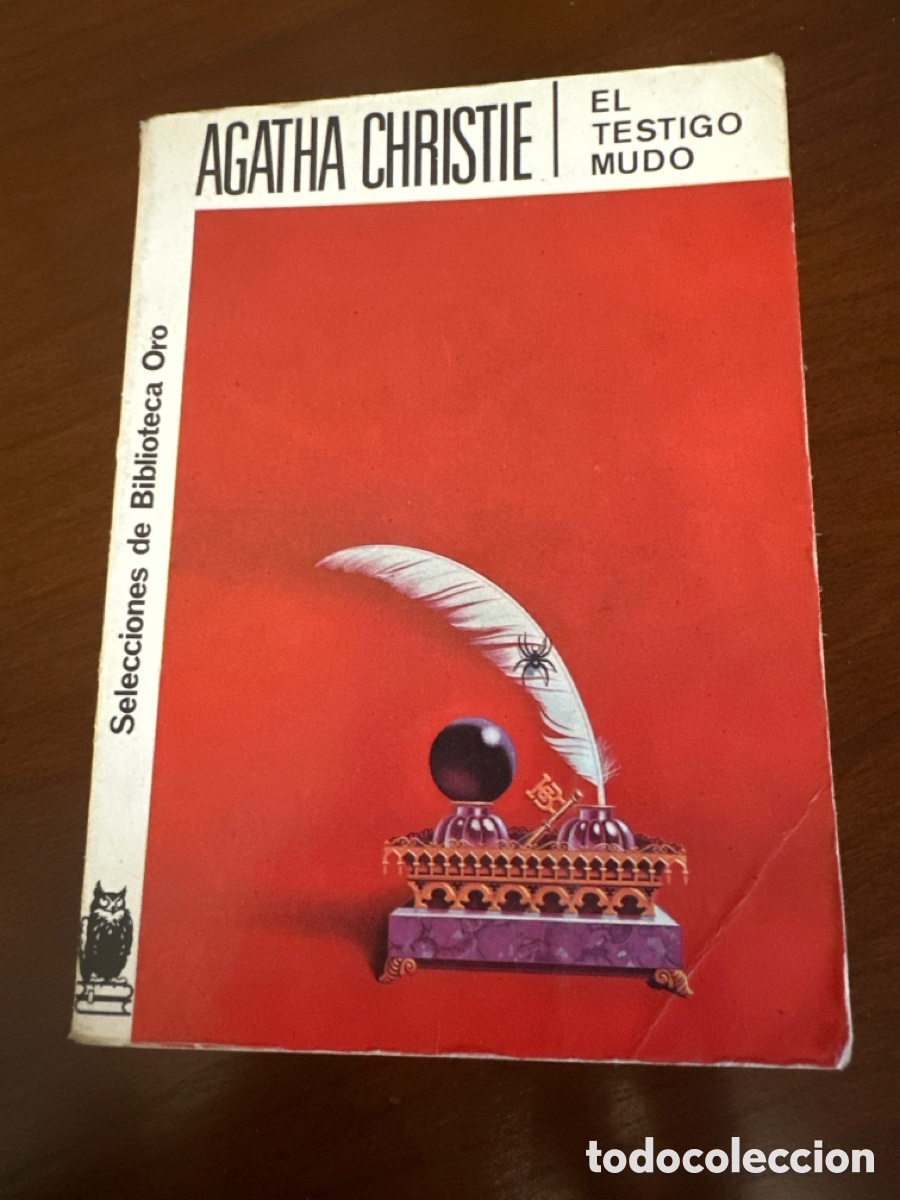 AGATHA CHRISTIE
EL
TESTIGO
MUDO
Selecciones de Biblioteca Oro
todocoleccion